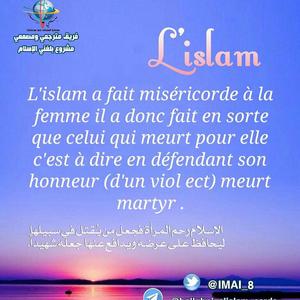 فريق مترجمي ومصممي
مشروع بلغني الإسلام
L'islam
L'islam a fait miséricorde à la
femme il a donc fait en sorte
que celui qui meurt pour elle
c'est à dire en défendant son
honneur (d'un viol ect) meurt
martyr .
الاسلام رحم المرأة فجعل من يقتل في سبيلها
ليحافظ على عرضه ويدافع عنها جعله شهيدا.
@IMAI_8